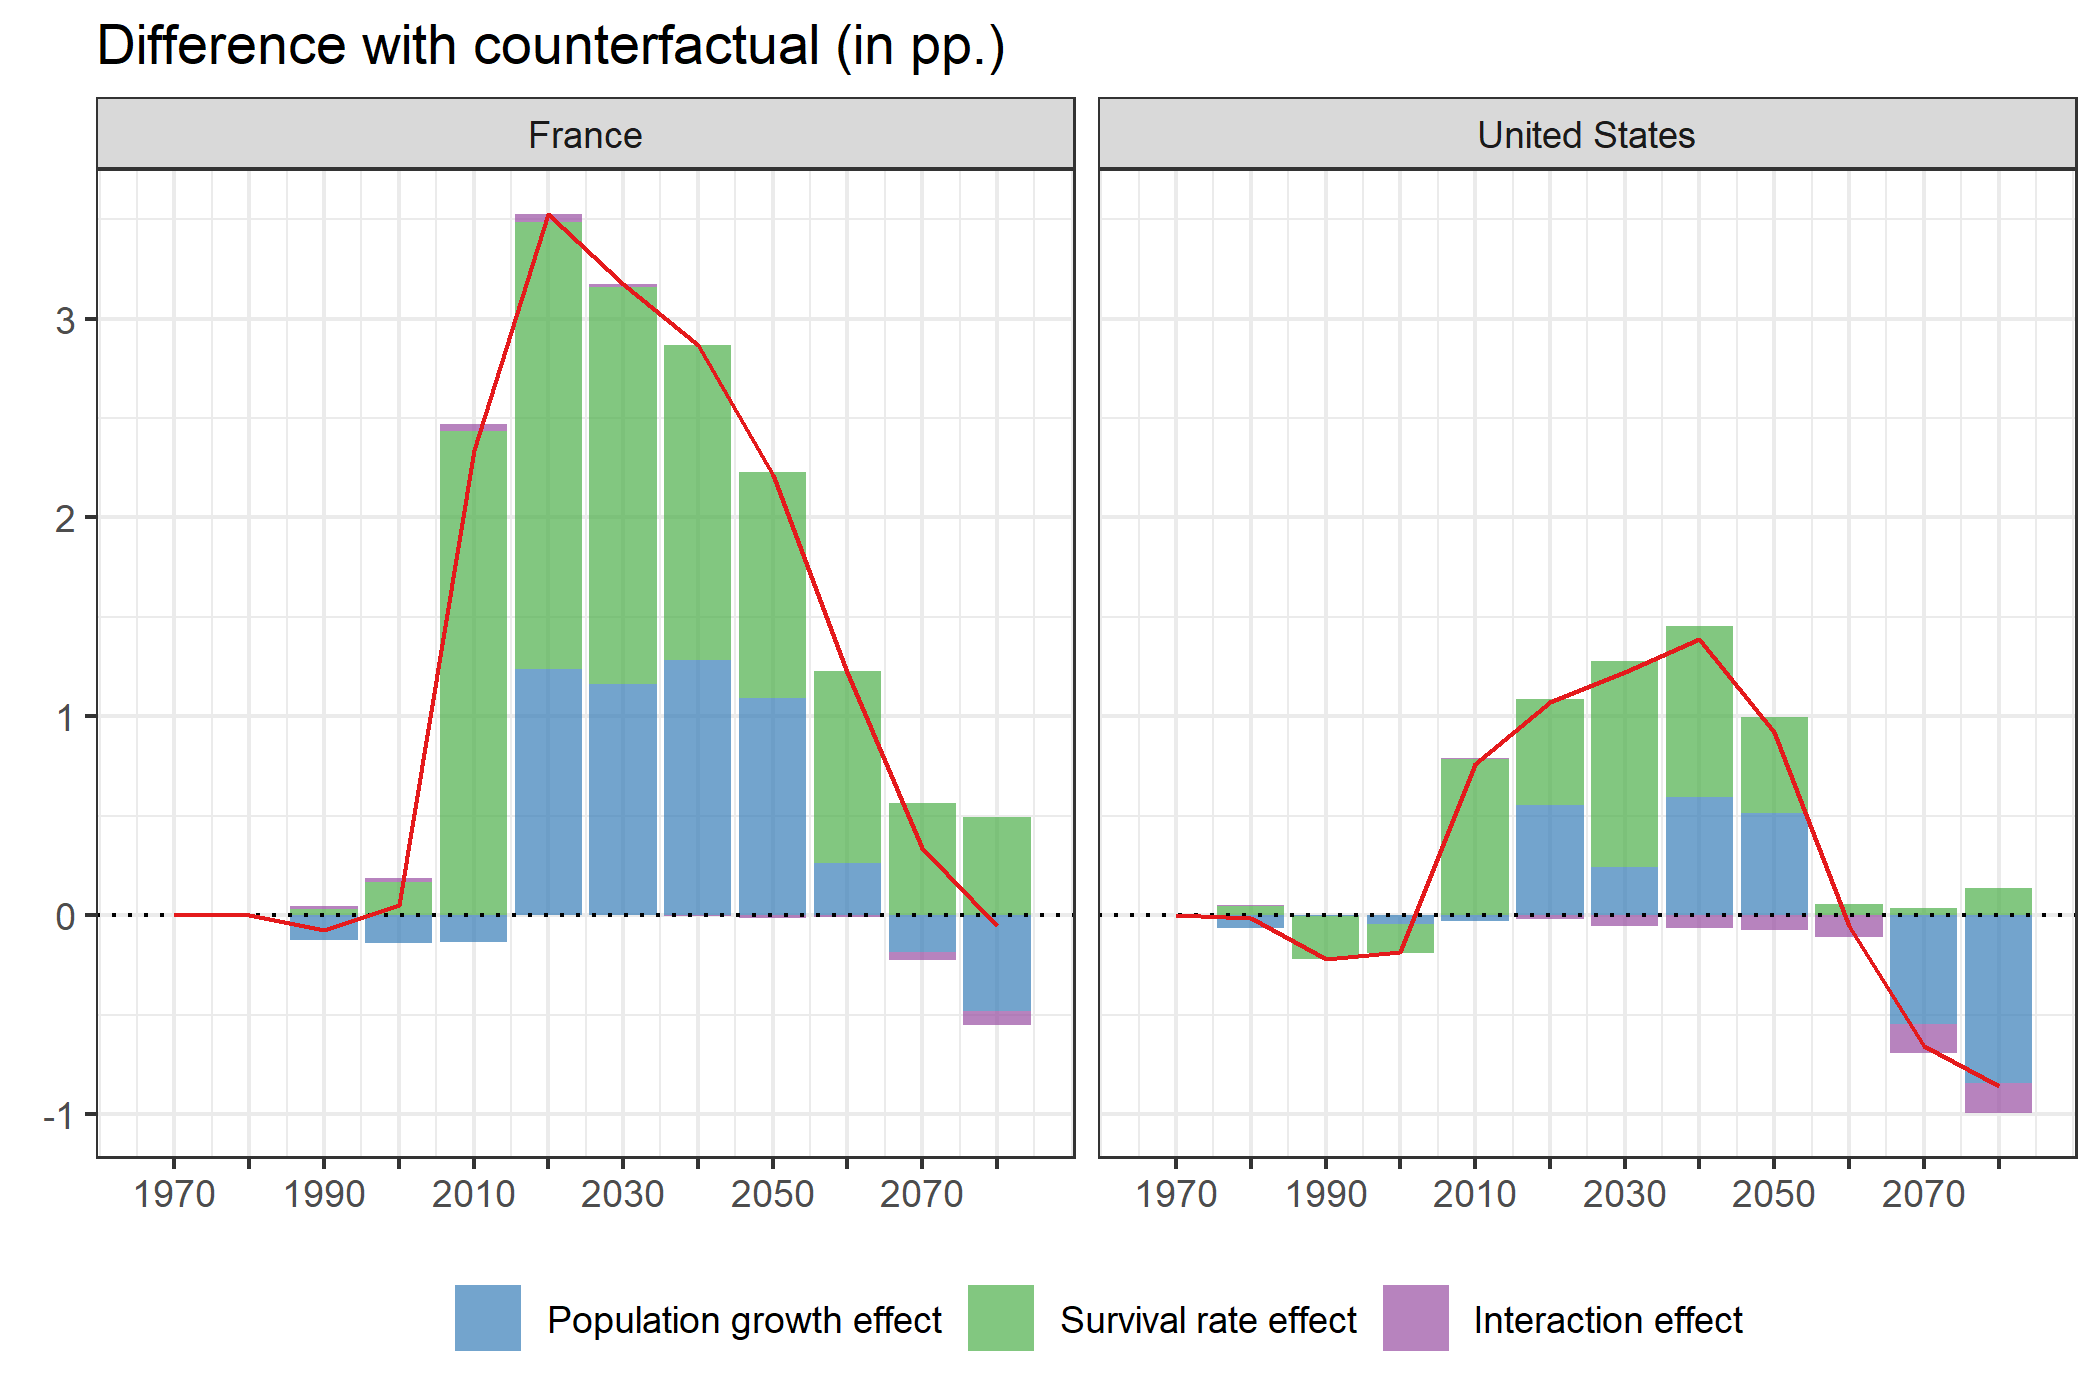 Difference with counterfactual (in pp.)
France
United States
3
2
1
0
-1
1970 1990 2010 2030 2050 2070
1970 1990 2010 2030 2050 2070
Population growth effect Survival rate effect Interaction effect